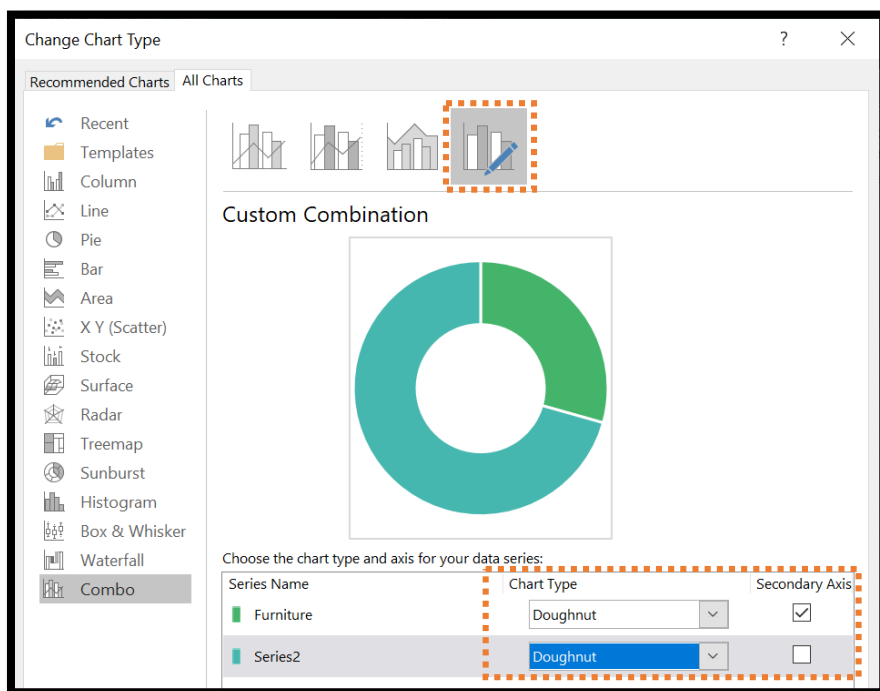 Change Chart Type ?
Recommended Charts All Charts
Recent
Templates
Column
Line
Pie
Bar
Area
X Y (Scatter)
Stock
Surface
Radar
Treemap
Sunburst
Histogram
Box & Whisker
Waterfall
Combo
Custom Combination
Choose the chart type and axis for your data series:
Series Name Chart Type Secondary Axis
Furniture Doughnut
Series2 Doughnut